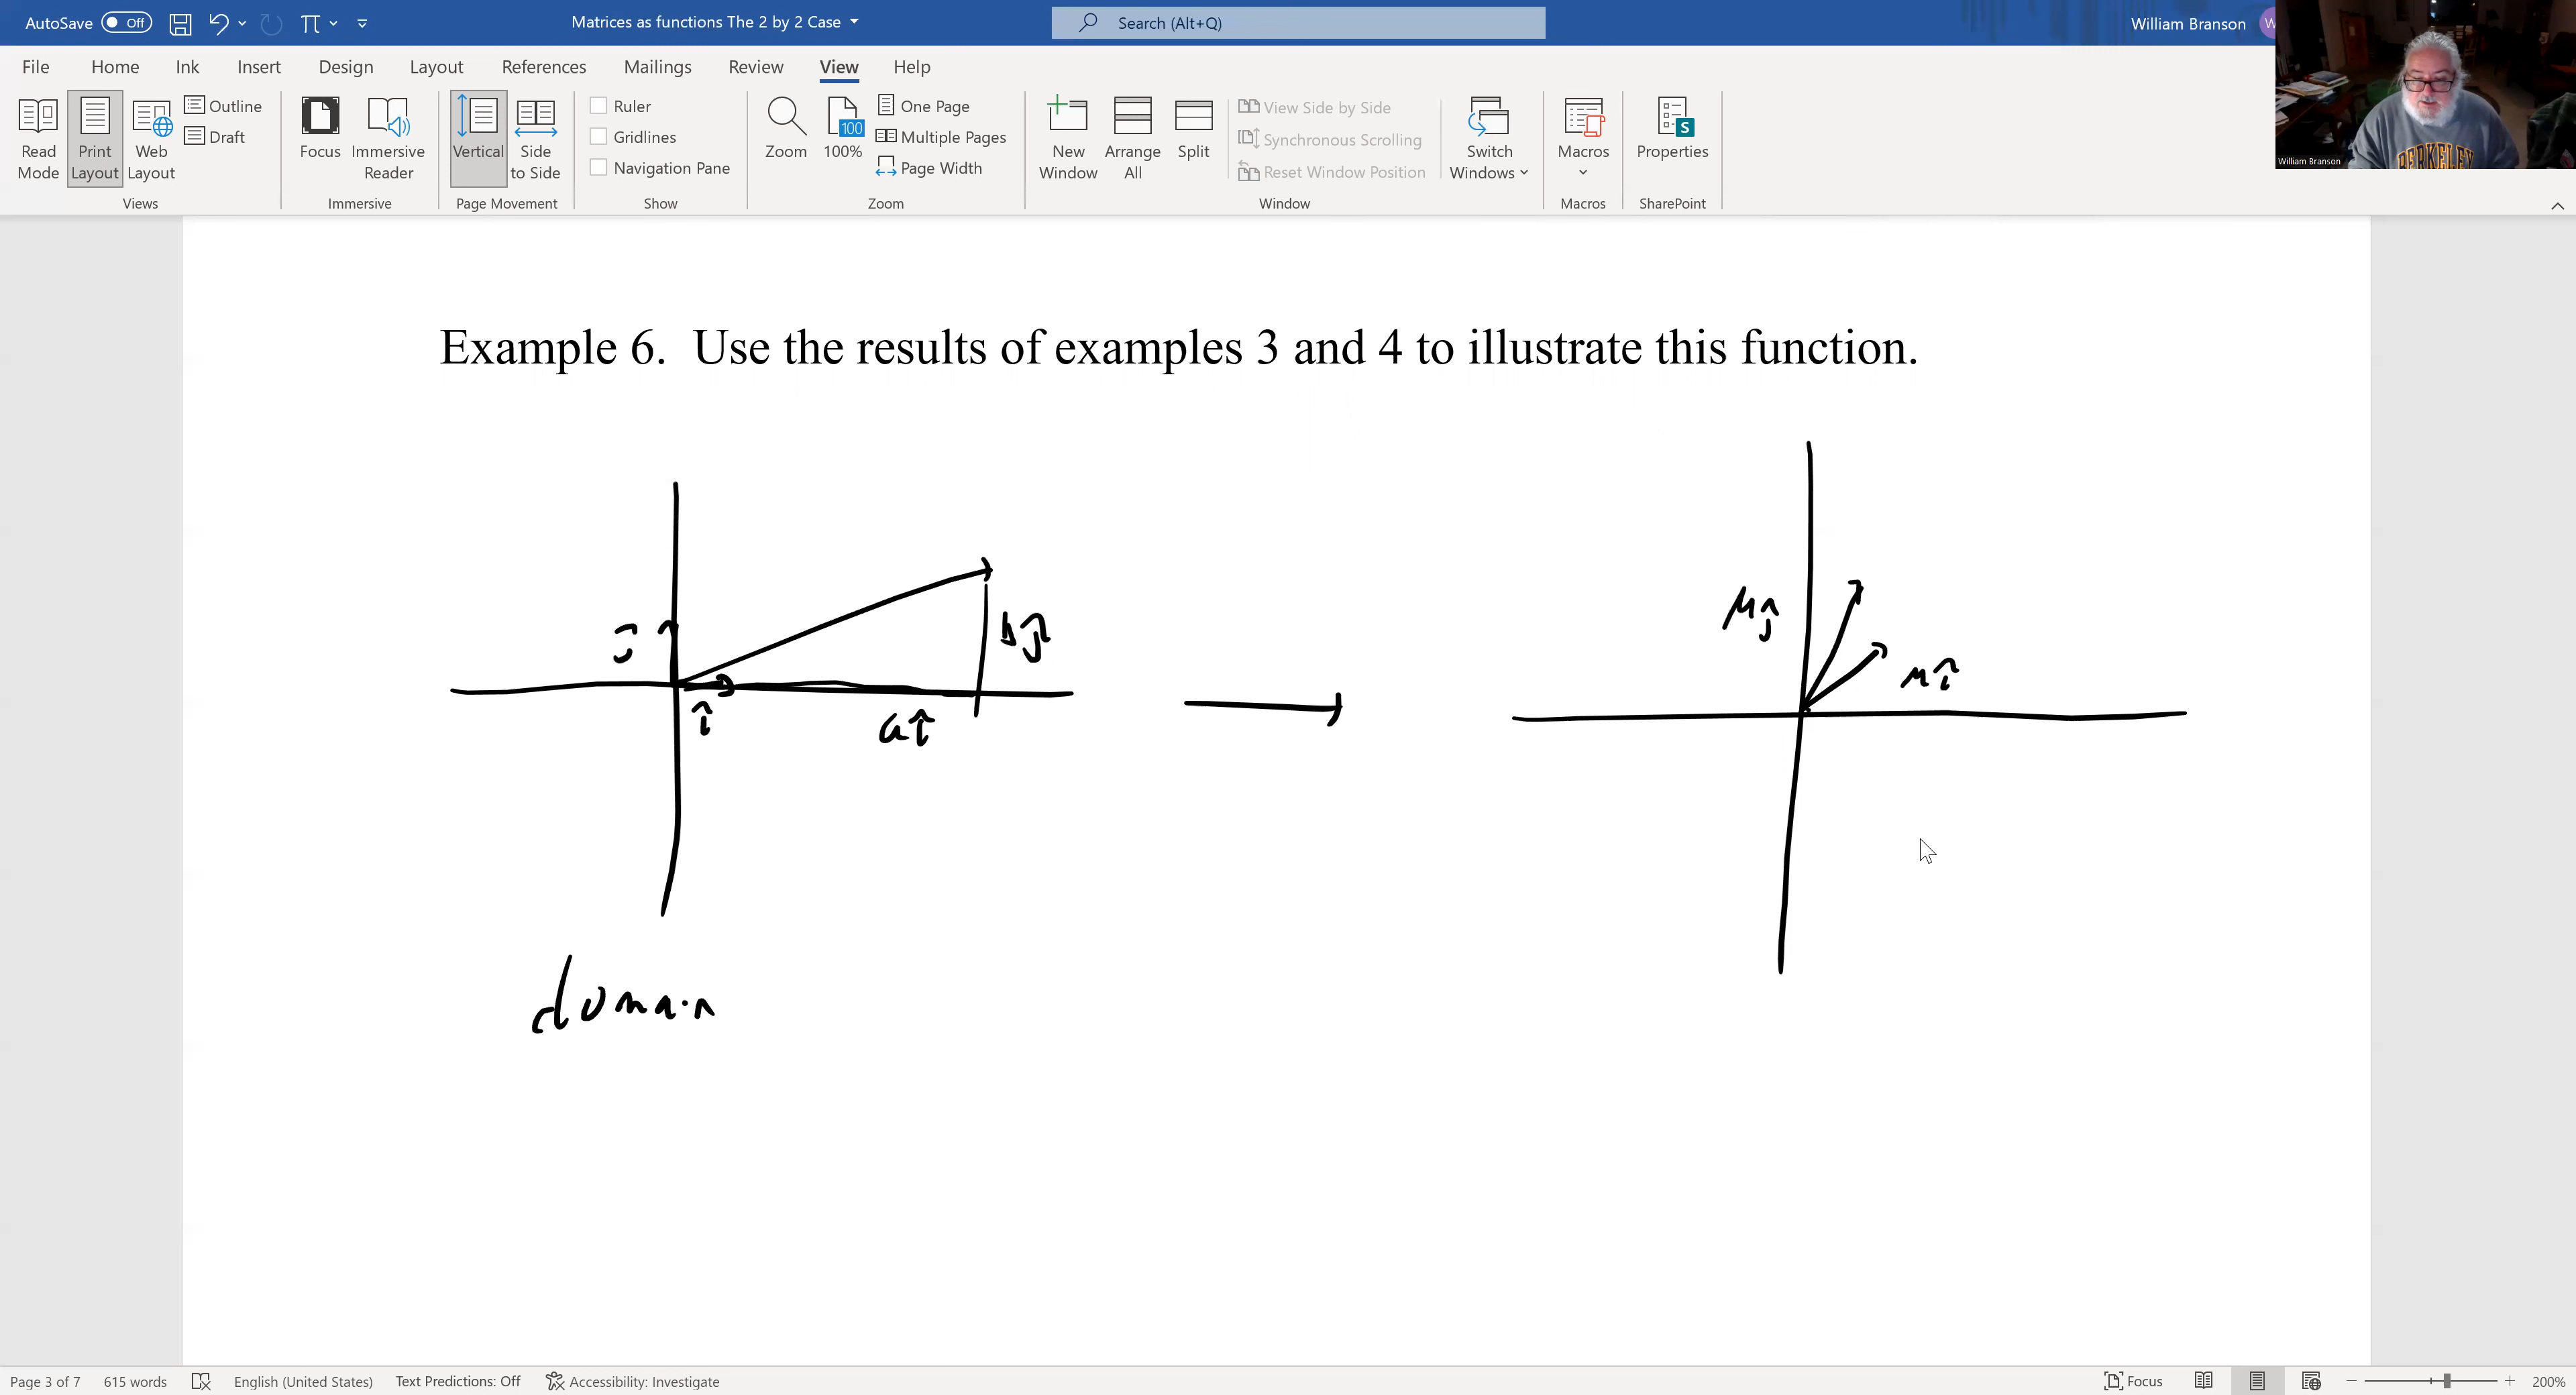 AutoSave Off Matrices as functions The 2 by 2 Case Search (Alt+Q) William Branson W
File Home Ink Insert Design Layout References Mailings Review View Help
Read Mode
Print Layout
Web Layout
Outline
Draft
Views
Focus
Immersive Reader
Immersive
Vertical
Side to Side
Page Movement
Ruler
Gridlines
Navigation Pane
Show
Zoom
100
100%
One Page
Multiple Pages
Page Width
Zoom
New Window
Arrange All
Split
View Side by Side
Synchronous Scrolling
Reset Window Position
Switch Windows
Window
Macros
Macros
S
Properties
SharePoint
William Branson
BERKELEY
Example 6. Use the results of examples 3 and 4 to illustrate this function.
ĵ
î
aî
bĵ
Mĵ
Mî
domain
Page 3 of 7 615 words English (United States) Text Predictions: Off Accessibility: Investigate Focus 200%